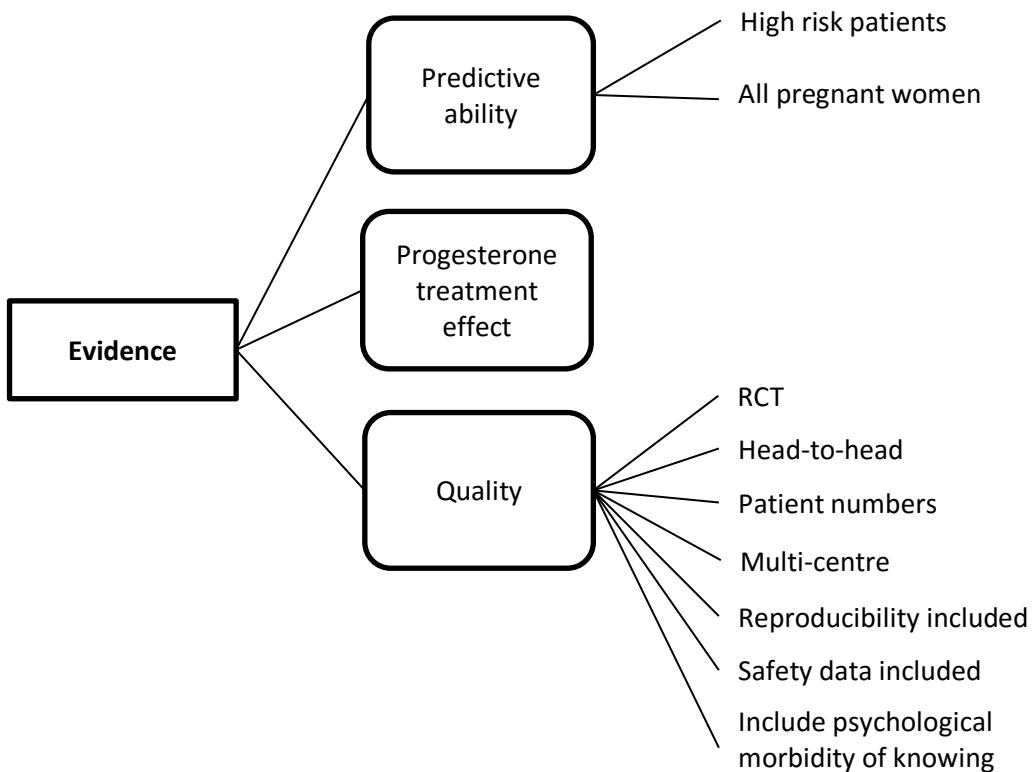 Evidence
Predictive
ability
High risk patients
All pregnant women
Progesterone
treatment
effect
Quality
RCT
Head-to-head
Patient numbers
Multi-centre
Reproducibility included
Safety data included
Include psychological
morbidity of knowing